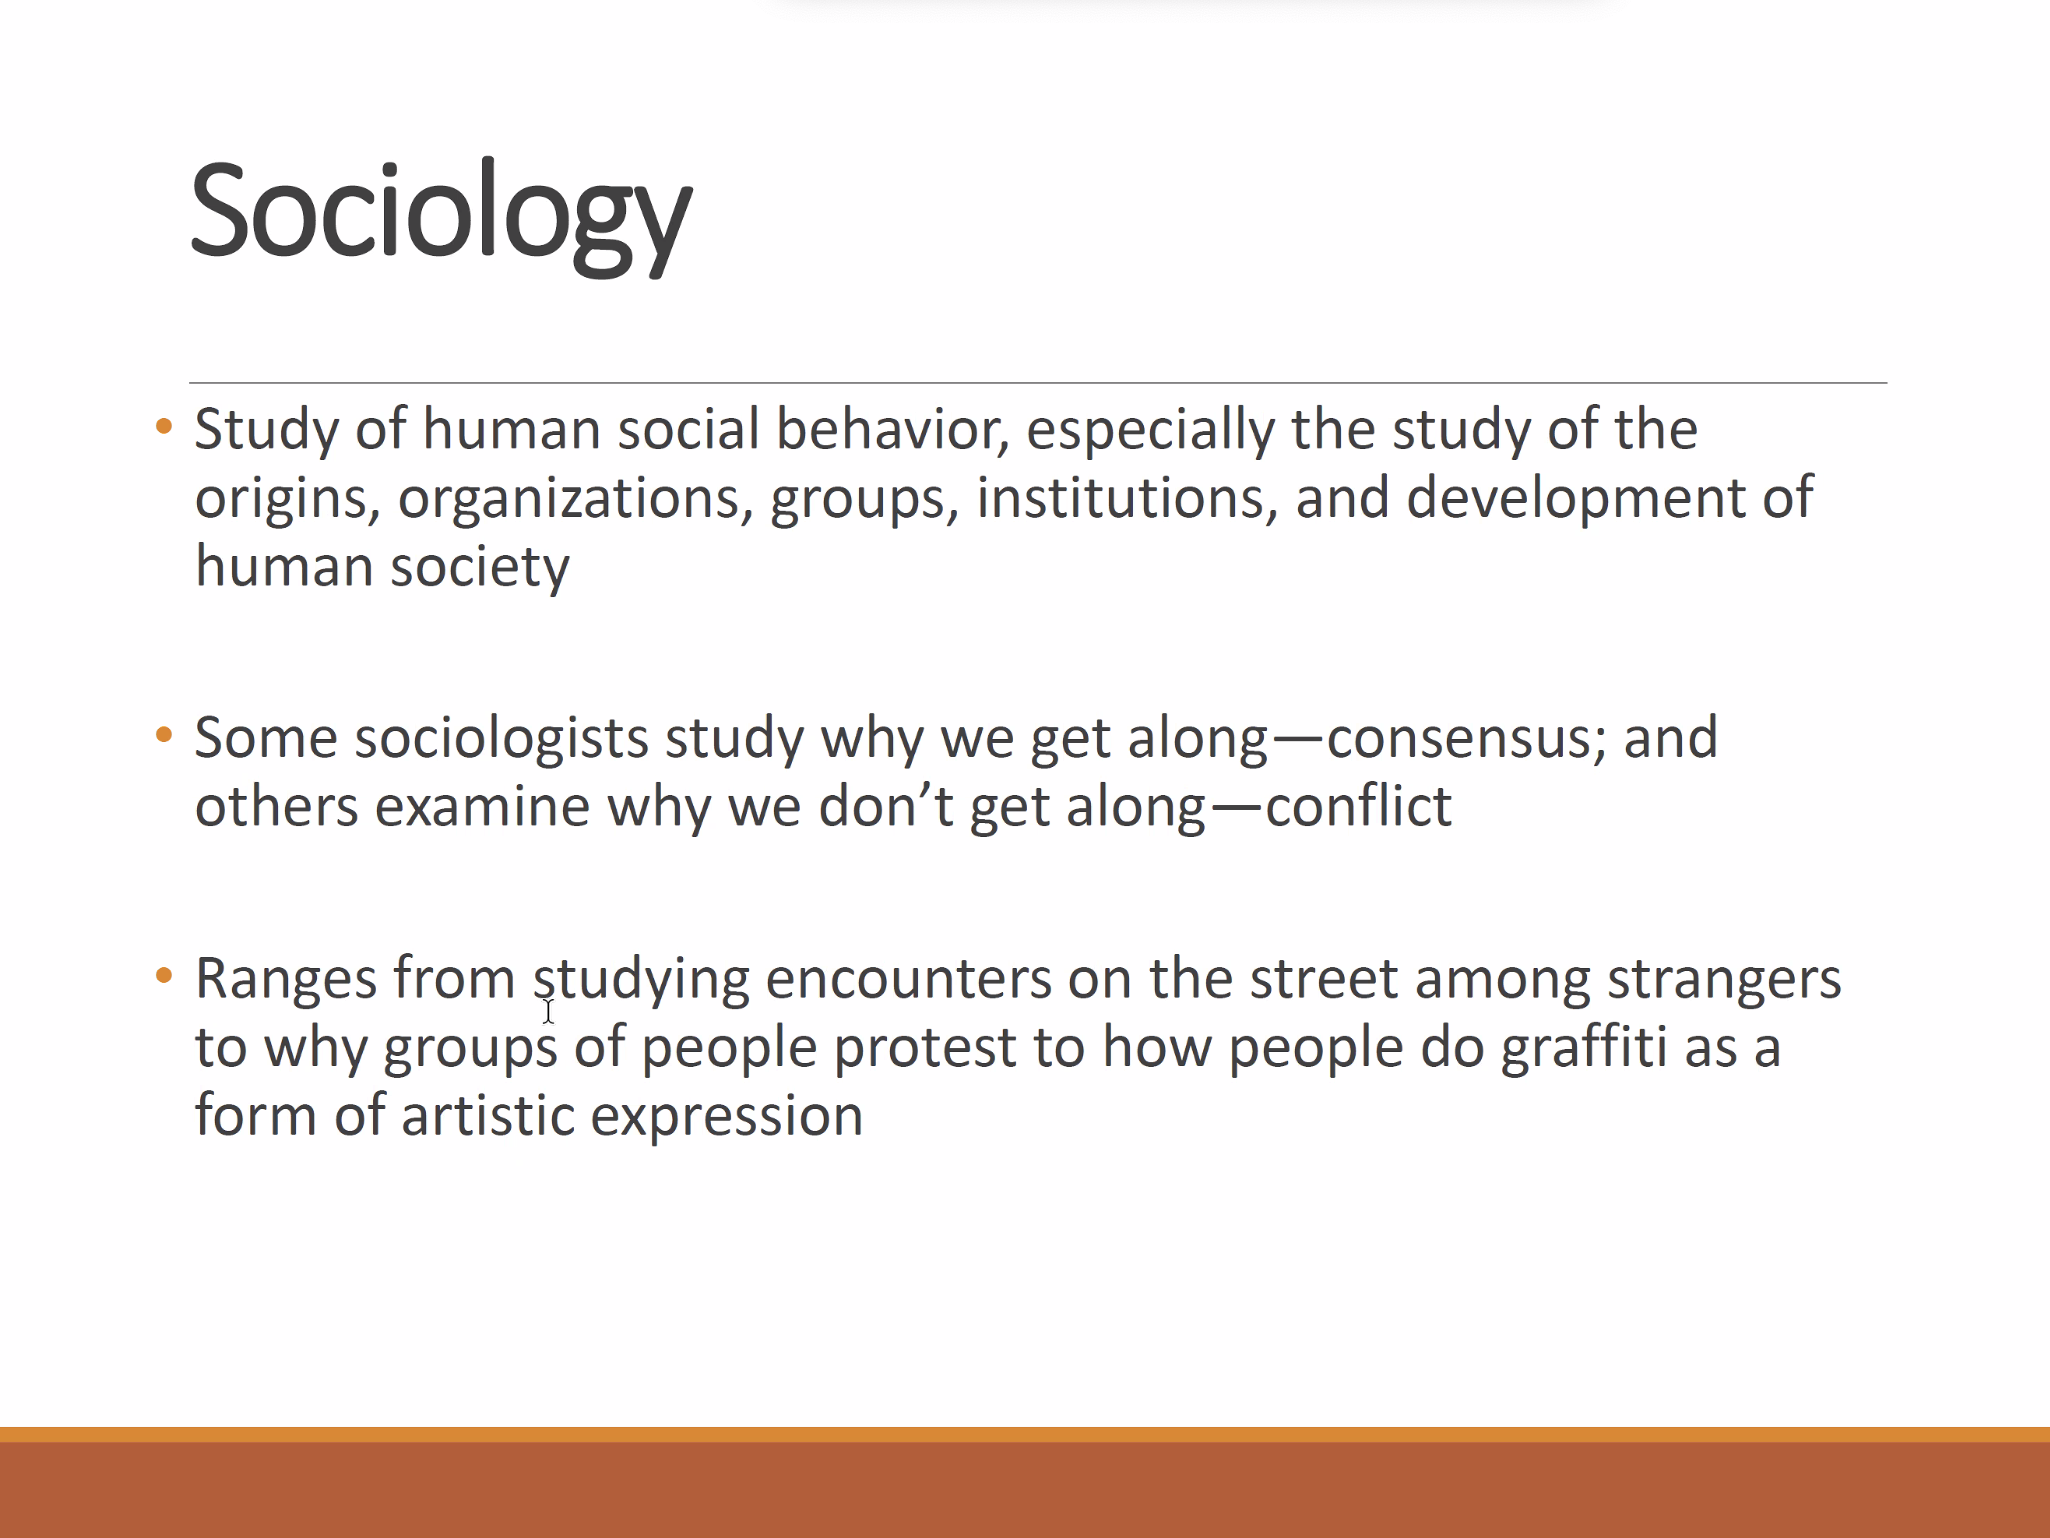 Sociology
• Study of human social behavior, especially the study of the
origins, organizations, groups, institutions, and development of
human society
• Some sociologists study why we get along—consensus; and
others examine why we don’t get along—conflict
• Ranges from studying encounters on the street among strangers
to why groups of people protest to how people do graffiti as a
form of artistic expression